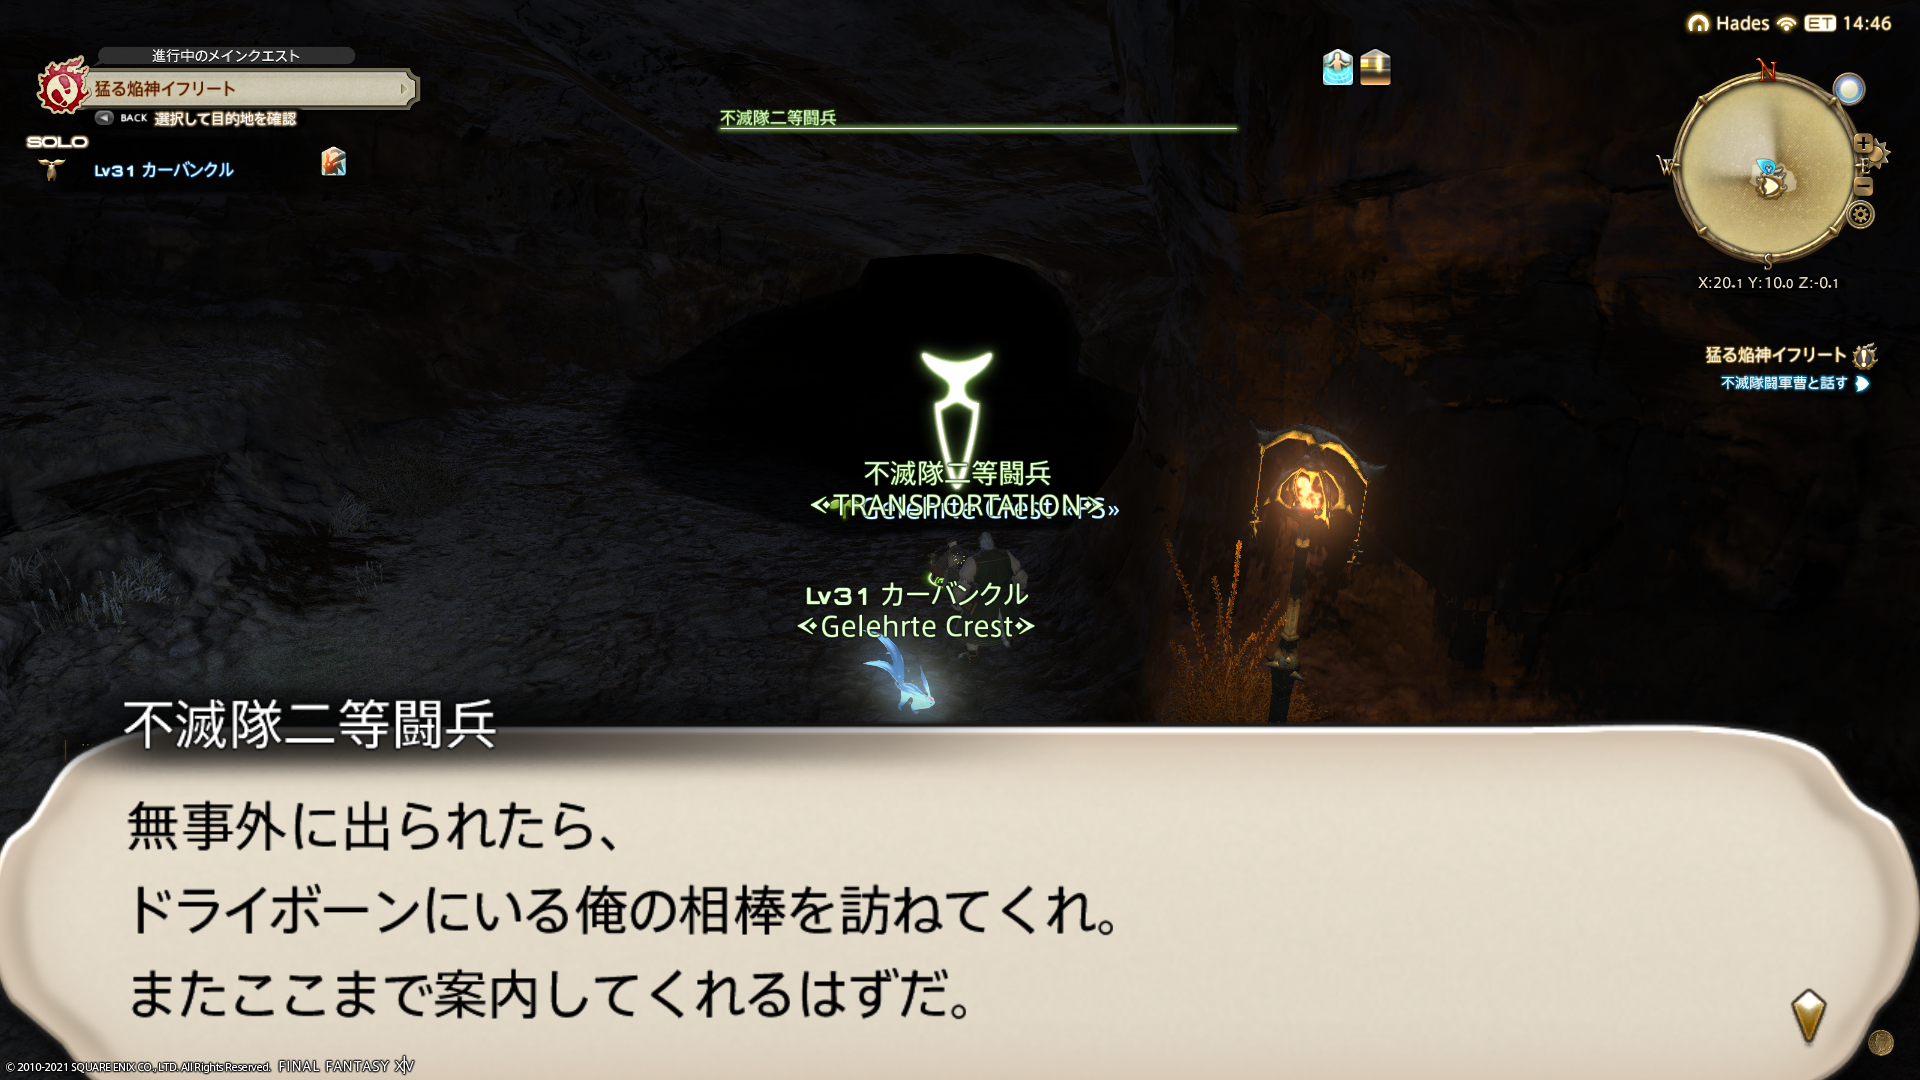 進行中のメインクエスト
猛る焔神イフリート
BACK 選択して目的地を確認
SOLO
Lv31 カーバンクル
不滅隊二等闘兵
Hades ET 14:46
N
W
E
S
X:20.1 Y:10.0 Z:-0.1
猛る焔神イフリート
不滅隊闘軍曹と話す
不滅隊二等闘兵
<TRANSPORTATION>
Gelehrte Crest «FS»
Lv31 カーバンクル
<Gelehrte Crest>
不滅隊二等闘兵
無事外に出られたら、
ドライボーンにいる俺の相棒を訪ねてくれ。
またここまで案内してくれるはずだ。
© 2010-2021 SQUARE ENIX CO., LTD. All Rights Reserved. FINAL FANTASY XIV